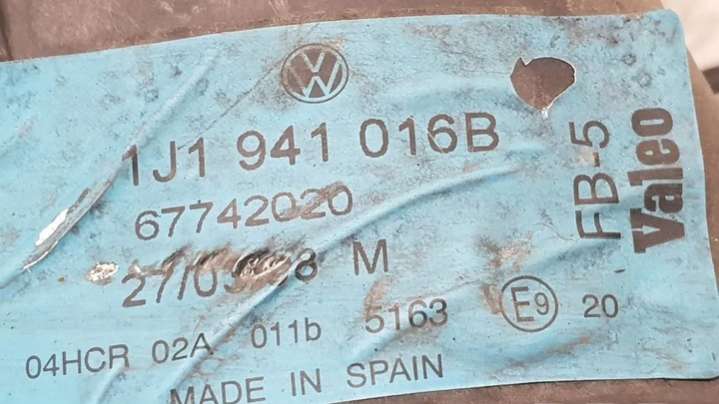 1J1 941 016B
67742020
M
04HCR 02A 011b 5163 E9 20
MADE IN SPAIN
FB-5
Valeo